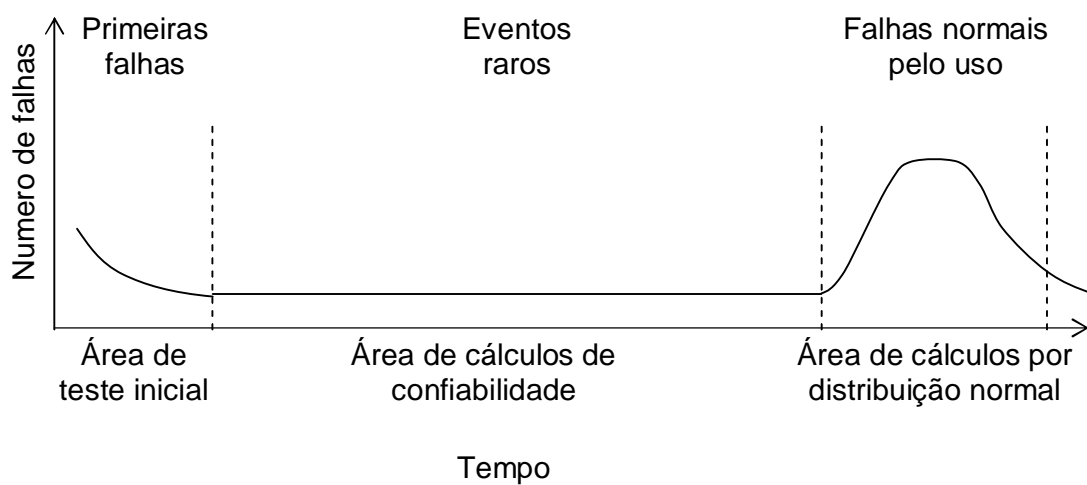 Primeiras
falhas
Eventos
raros
Falhas normais
pelo uso
Numero de falhas
Área de
teste inicial
Área de cálculos de
confiabilidade
Área de cálculos por
distribuição normal
Tempo